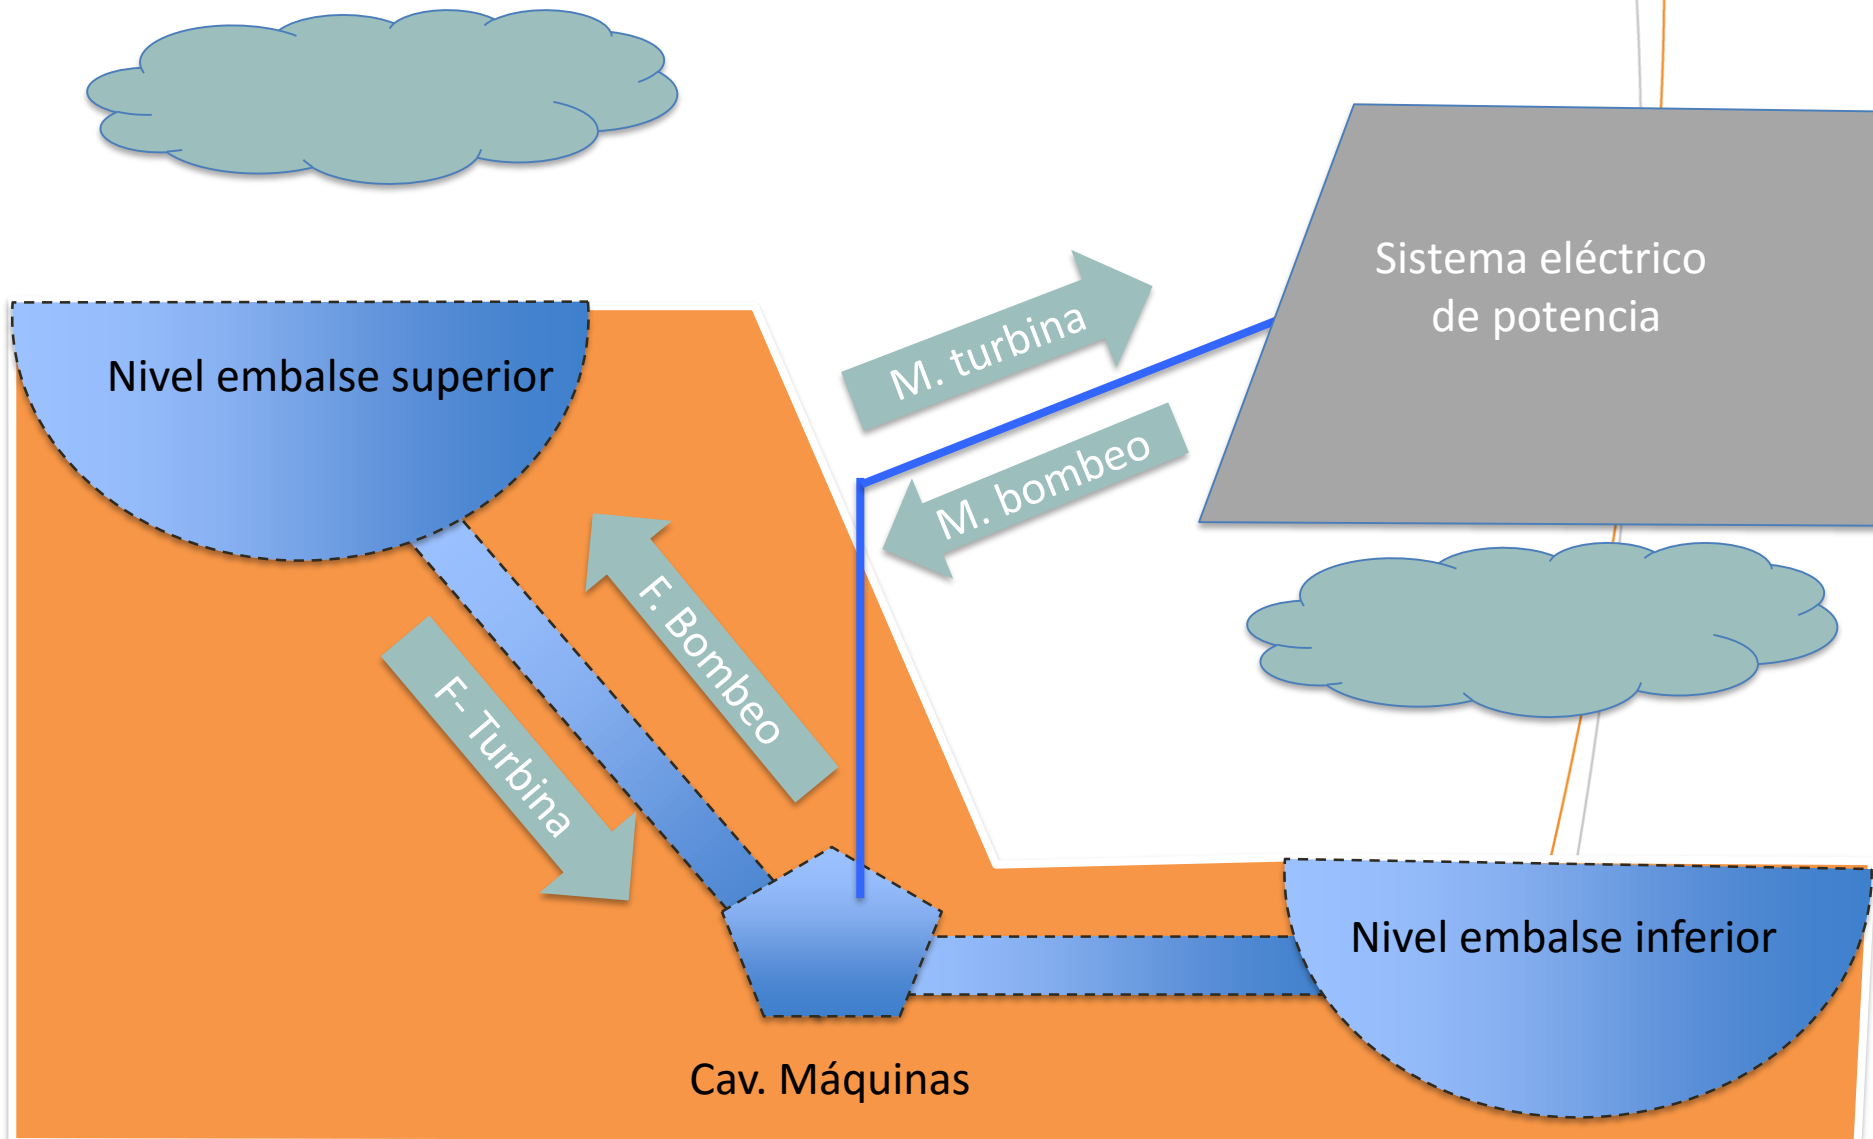 Sistema eléctrico
de potencia
Nivel embalse superior
M. turbina
M. bombeo
F. Bombeo
F- Turbina
Nivel embalse inferior
Cav. Máquinas